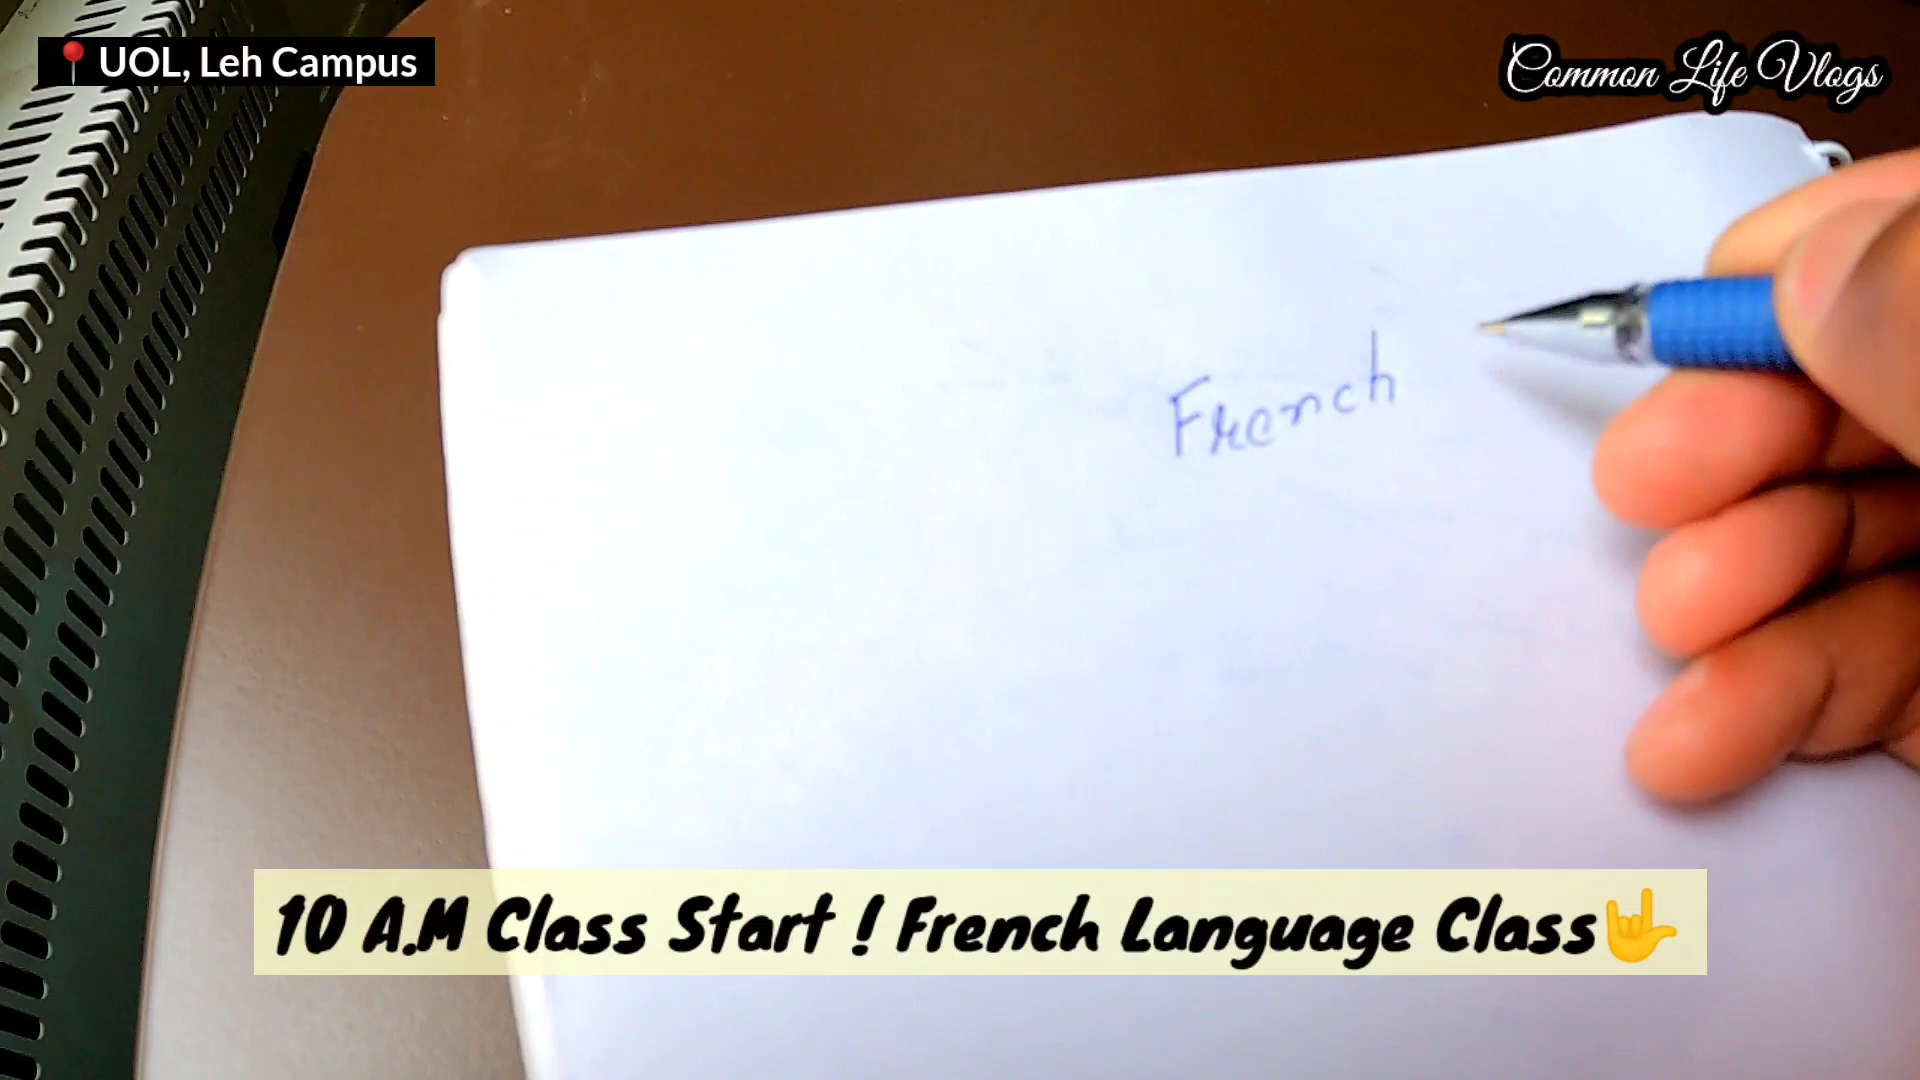 UOL, Leh Campus
Common Life Vlogs
French
10 A.M Class Start ! French Language Class